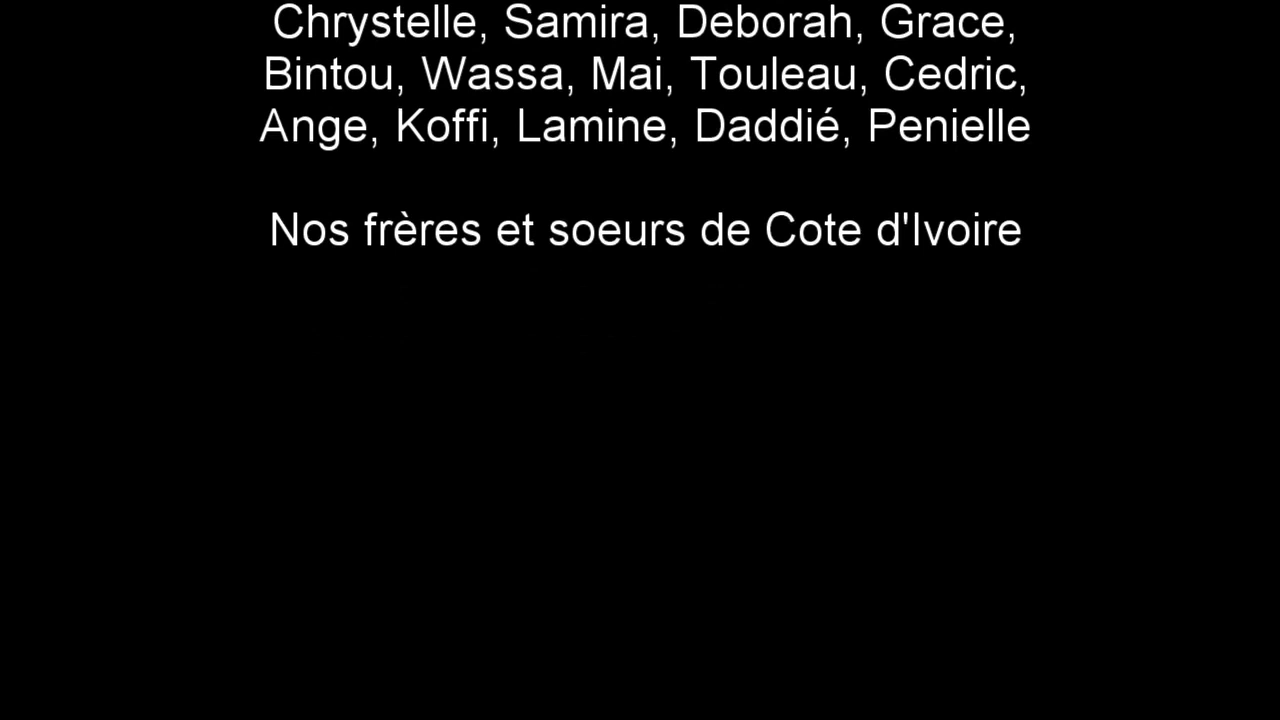 Chrystelle, Samira, Deborah, Grace,
Bintou, Wassa, Mai, Touleau, Cedric,
Ange, Koffi, Lamine, Daddié, Penielle
Nos frères et soeurs de Cote d'Ivoire